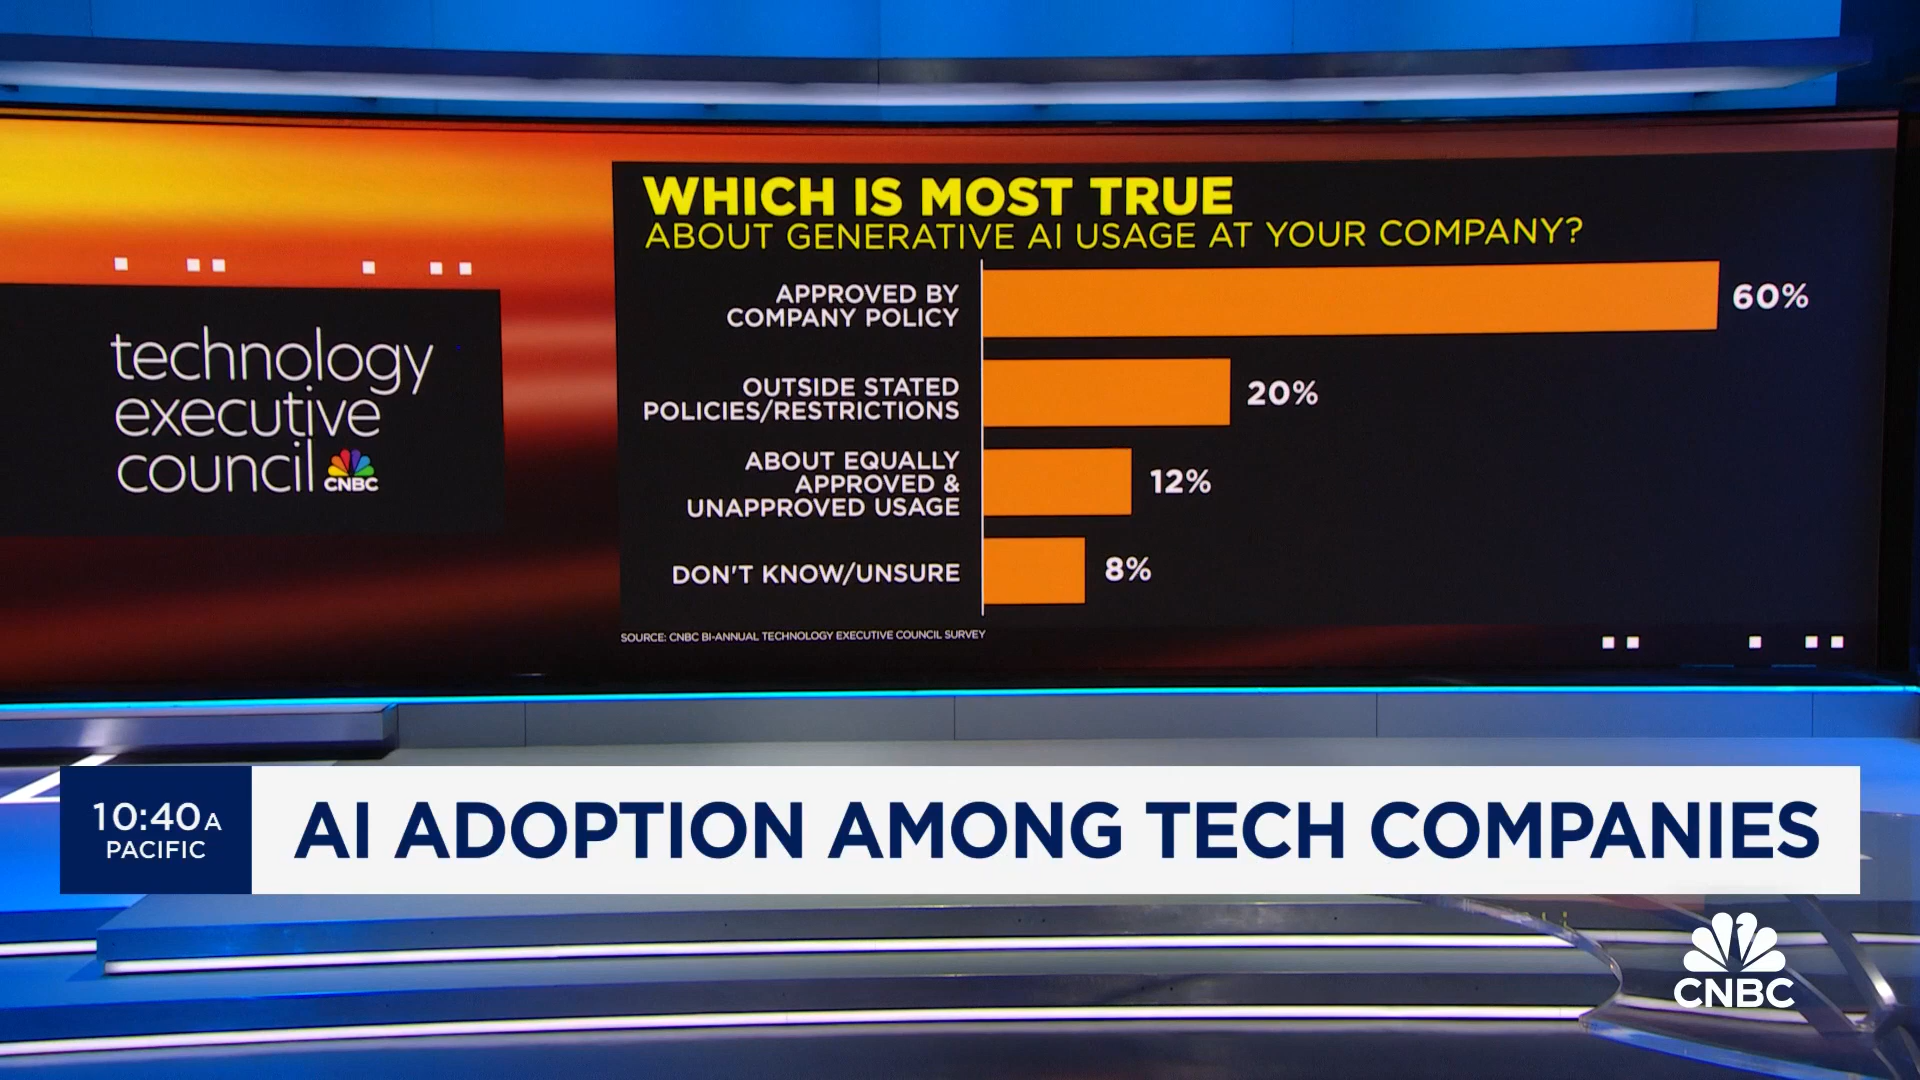 WHICH IS MOST TRUE
ABOUT GENERATIVE AI USAGE AT YOUR COMPANY?
technology
executive
council
CNBC
APPROVED BY
COMPANY POLICY
60%
OUTSIDE STATED
POLICIES/RESTRICTIONS
20%
ABOUT EQUALLY
APPROVED &
UNAPPROVED USAGE
12%
DON'T KNOW/UNSURE
8%
SOURCE: CNBC BI-ANNUAL TECHNOLOGY EXECUTIVE COUNCIL SURVEY
10:40A
PACIFIC
AI ADOPTION AMONG TECH COMPANIES
CNBC